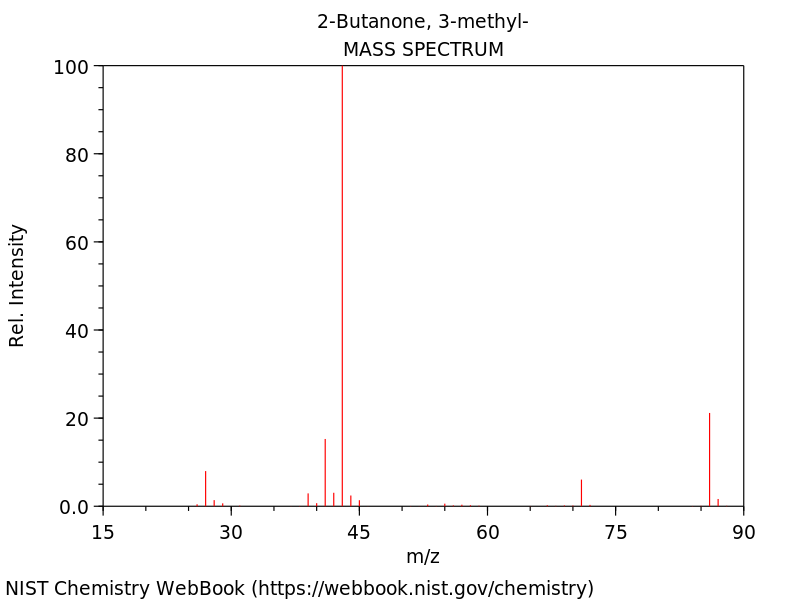 2-Butanone, 3-methyl-
MASS SPECTRUM
100
80
60
40
20
0.0
Rel. Intensity
15 30 45 60 75 90
m/z
NIST Chemistry WebBook (https://webbook.nist.gov/chemistry)